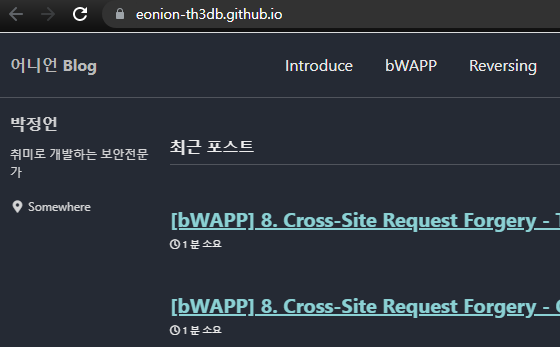 eonion-th3db.github.io
어니언 Blog
Introduce bWAPP Reversing
박정언
취미로 개발하는 보안전문
가
Somewhere
최근 포스트
[bWAPP] 8. Cross-Site Request Forgery -
1 분 소요
[bWAPP] 8. Cross-Site Request Forgery -
1 분 소요